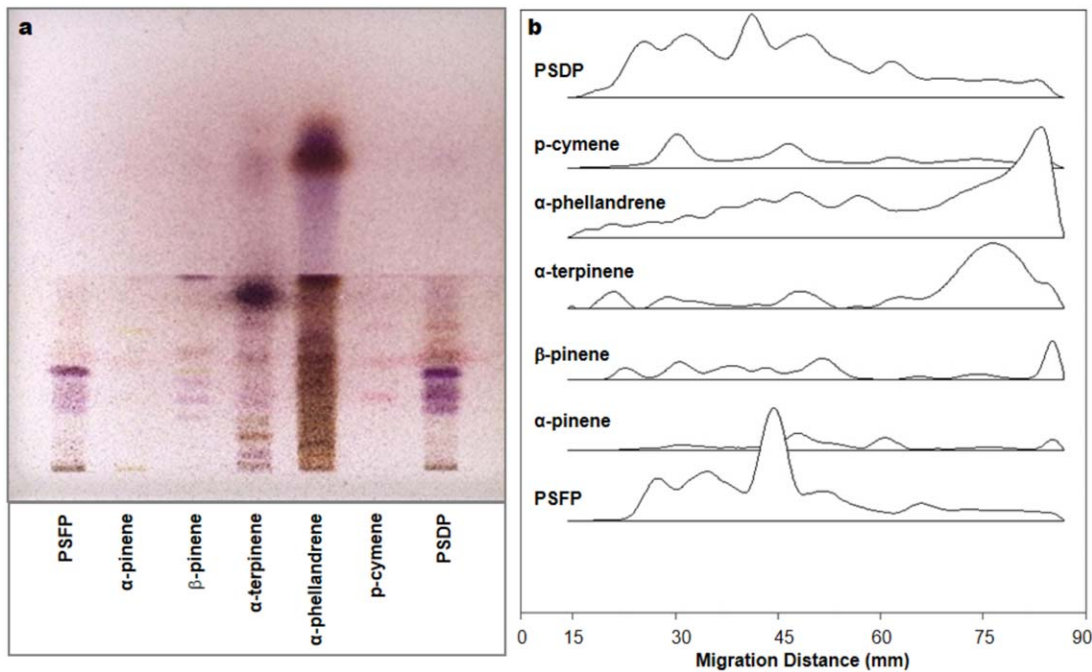 a
PSFP
α-pinene
β-pinene
α-terpinene
α-phellandrene
p-cymene
PSDP
b
PSDP
p-cymene
α-phellandrene
α-terpinene
β-pinene
α-pinene
PSFP
0 15 30 45 60 75 90
Migration Distance (mm)